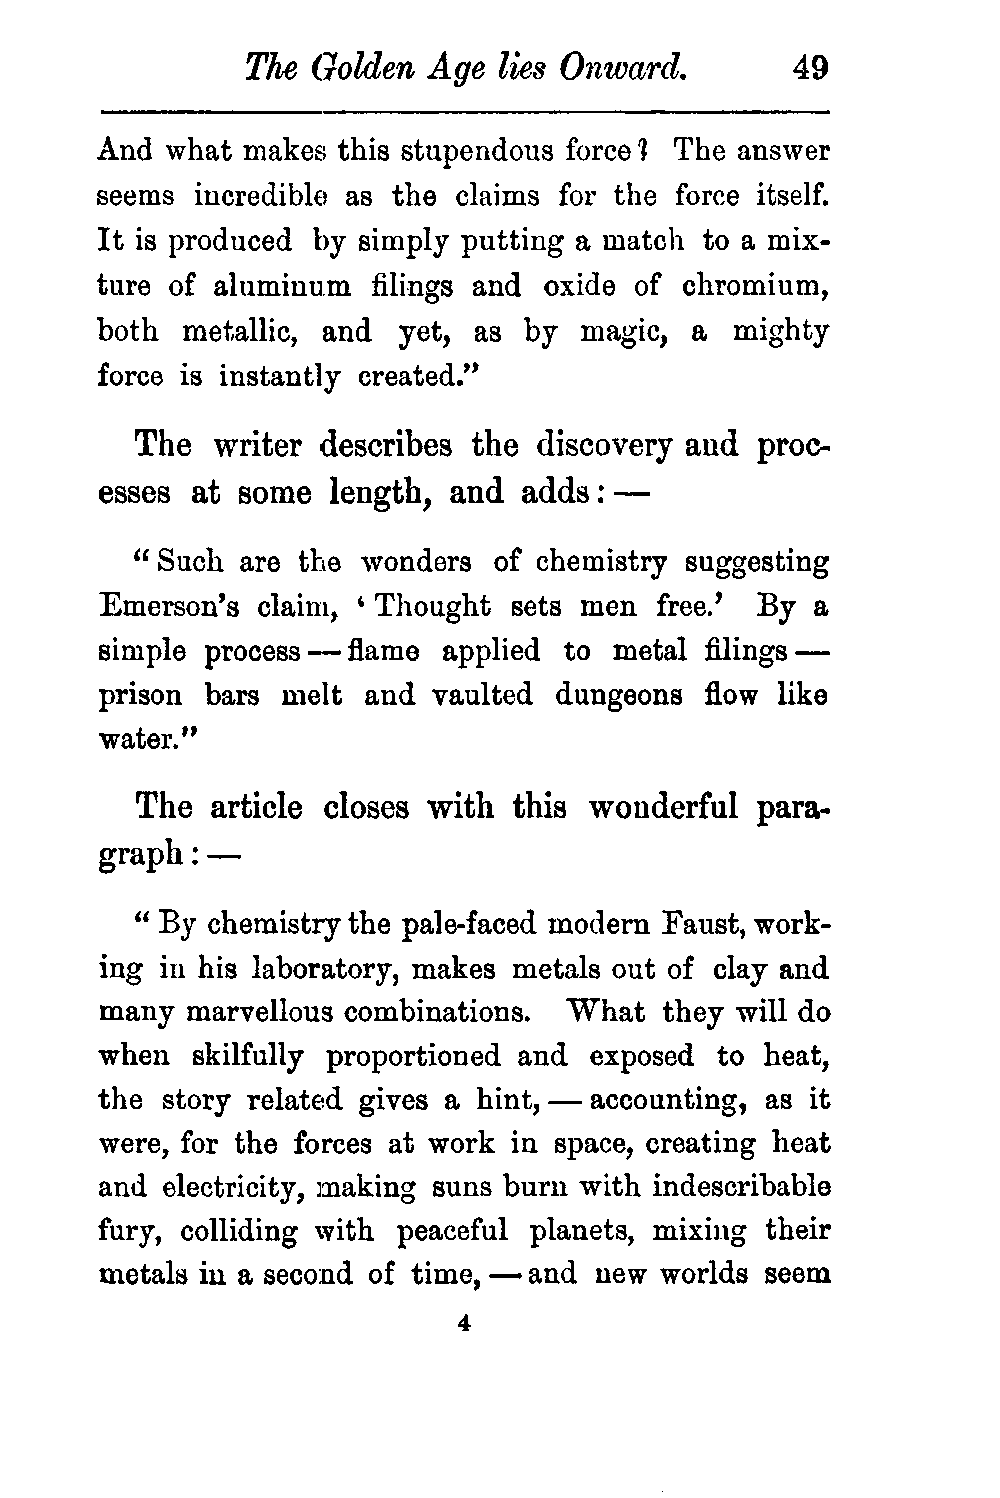 The Golden Age lies Onward. 49
And what makes this stupendous force? The answer
seems incredible as the claims for the force itself.
It is produced by simply putting a match to a mix-
ture of aluminum filings and oxide of chromium,
both metallic, and yet, as by magic, a mighty
force is instantly created.”
The writer describes the discovery and proc-
esses at some length, and adds: —
“Such are the wonders of chemistry suggesting
Emerson’s claim, ‘Thought sets men free.’ By a
simple process — flame applied to metal filings —
prison bars melt and vaulted dungeons flow like
water.”
The article closes with this wonderful para-
graph: —
“By chemistry the pale-faced modern Faust, work-
ing in his laboratory, makes metals out of clay and
many marvellous combinations. What they will do
when skilfully proportioned and exposed to heat,
the story related gives a hint, — accounting, as it
were, for the forces at work in space, creating heat
and electricity, making suns burn with indescribable
fury, colliding with peaceful planets, mixing their
metals in a second of time, — and new worlds seem
4